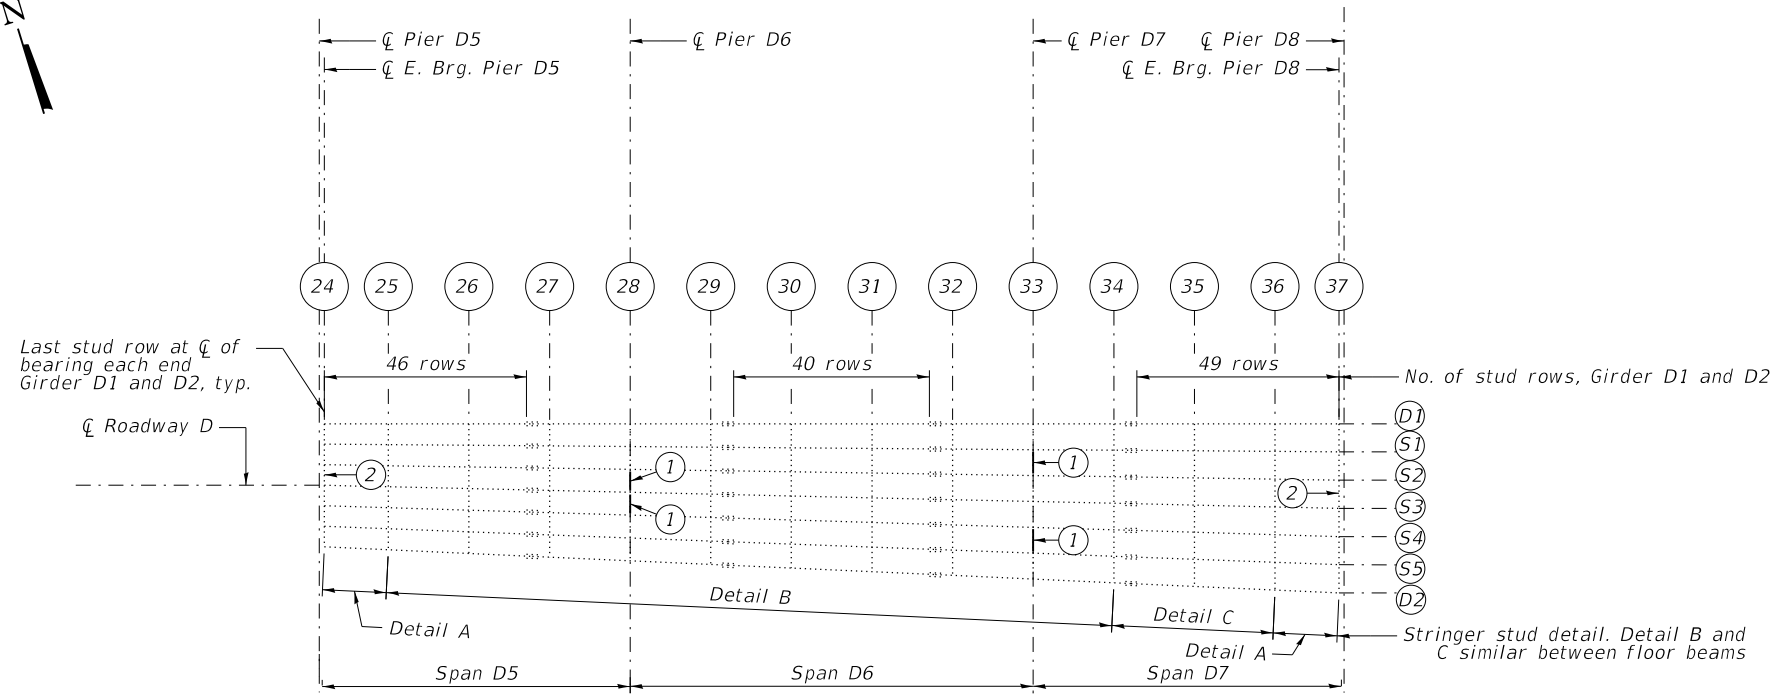 N
℄ Pier D5
℄ Pier D6
℄ Pier D7
℄ Pier D8
℄ E. Brg. Pier D5
℄ E. Brg. Pier D8
24
25
26
27
28
29
30
31
32
33
34
35
36
37
Last stud row at ℄ of
bearing each end
Girder D1 and D2, typ.
46 rows
40 rows
49 rows
No. of stud rows, Girder D1 and D2
℄ Roadway D
D1
S1
S2
S3
S4
S5
D2
2
1
1
1
1
2
Detail A
Detail B
Detail C
Detail A
Stringer stud detail. Detail B and
C similar between floor beams
Span D5
Span D6
Span D7